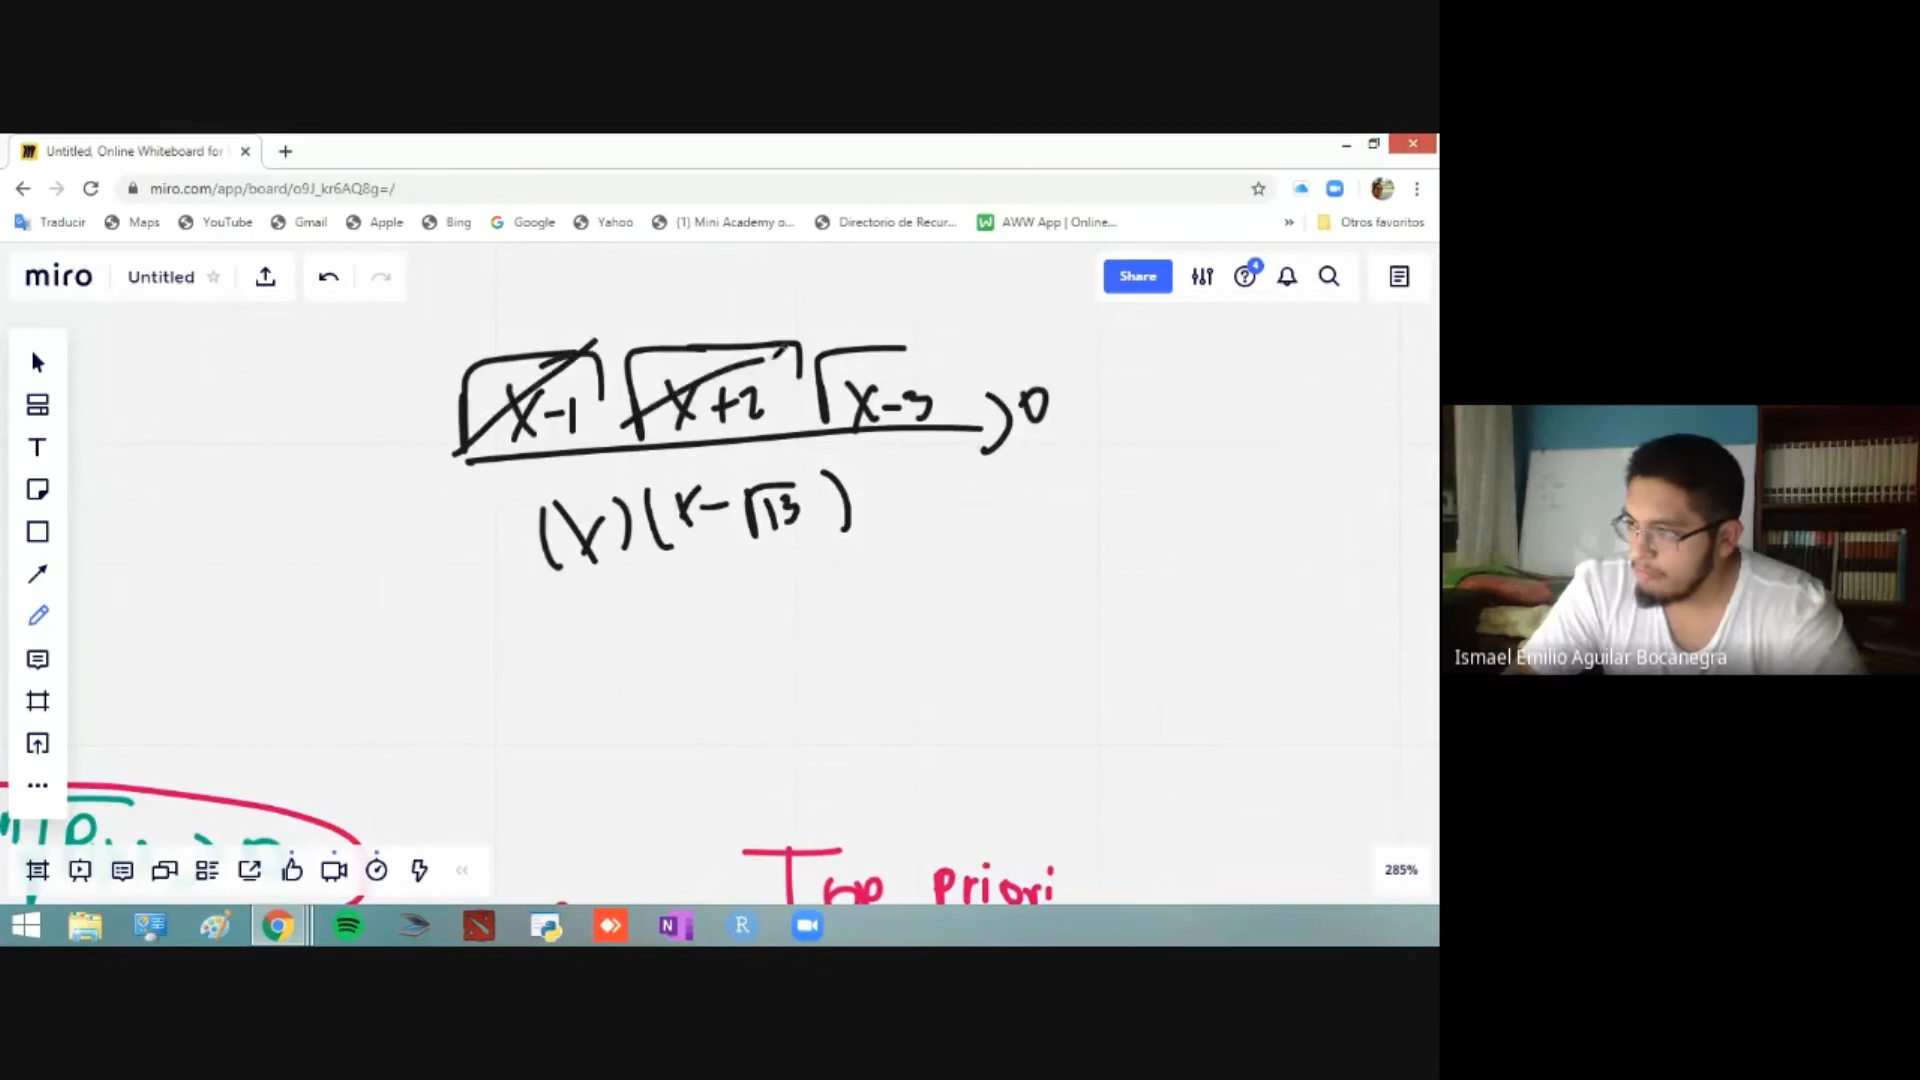 Untitled, Online Whiteboard for
miro.com/app/board/o9J_kr6AQ8g=/
Traducir Maps YouTube Gmail Apple Bing Google Yahoo (1) Mini Academy o... Directorio de Recur... AWW App | Online... » Otros favoritos
miro Untitled Share 4
√x-1 √x+2 √x-3 > 0
(x)(x-√13)
Ismael Emilio Aguilar Bocanegra
Top Priori
285%